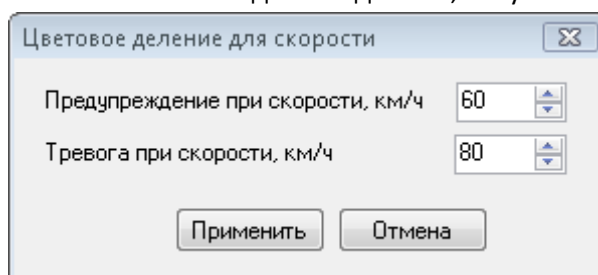 Цветовое деление для скорости
Предупреждение при скорости, км/ч 60
Тревога при скорости, км/ч 80
Применить Отмена